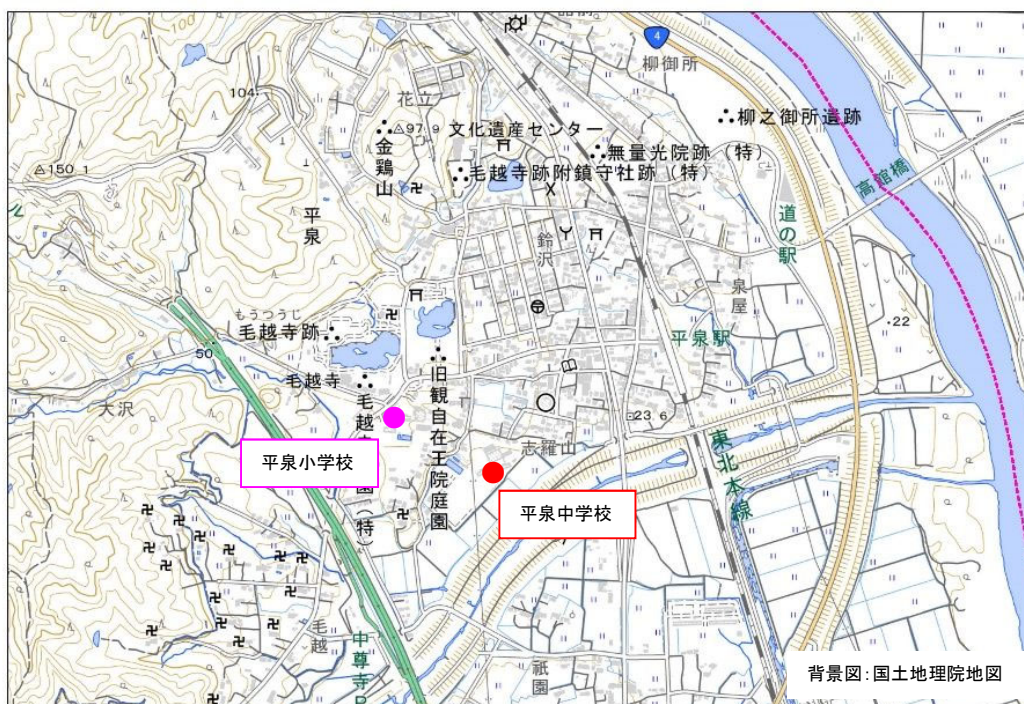 4
柳御所
花立
104
97.9
文化遺産センター
柳之御所遺跡
金鶏山
無量光院跡(特)
150.1
毛越寺跡附鎮守社跡(特)
高館橋
平泉
道の駅
鈴沢
泉屋
もうつうじ
毛越寺跡
22
平泉駅
50
毛越寺
旧観自在王院庭園
大沢
23.6
志羅山
東北本線
平泉小学校
平泉中学校
(特)
毛越
中尊寺
祇園
背景図:国土地理院地図